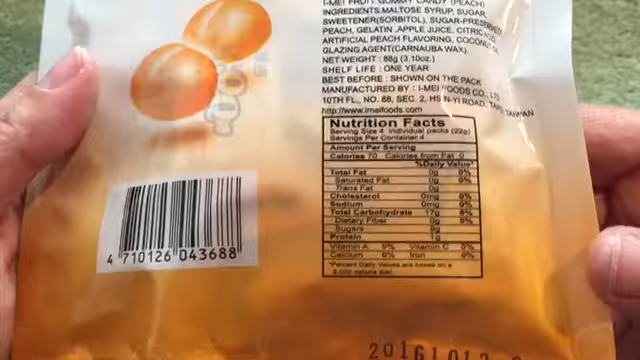 I-MEI FRUIT GUMMY CANDY (PEACH)
INGREDIENTS:MALTOSE SYRUP, SUGAR,
SWEETENER(SORBITOL), SUGAR-PRESERVED
PEACH, GELATIN ,APPLE JUICE, CITRIC
ARTIFICIAL PEACH FLAVORING, COCONUT OIL
GLAZING AGENT(CARNAUBA WAX).
NET WEIGHT : 88g (3.10oz.)
SHELF LIFE : ONE YEAR
BEST BEFORE : SHOWN ON THE PACK
MANUFACTURED BY : I-MEI FOODS CO., LTD
10TH FL., NO. 88, SEC. 2, HSIN-YI ROAD, TAIPEI, TAIWAN
http://www.imeifoods.com
Nutrition Facts
Serving Size 4 individual packs (22g)
Servings Per Container 4
Amount Per Serving
Calories 70 Calories from Fat 0
%Daily Value*
Total Fat 0g 0%
Saturated Fat 0g 0%
Trans Fat 0g
Cholesterol 0mg 0%
Sodium 0mg 0%
Total Carbohydrate 17g 6%
Dietary Fiber 0g 0%
Sugars 9g
Protein 1g
Vitamin A 0% Vitamin C 0%
Calcium 0% Iron 0%
*Percent Daily Values are based on a
2,000 calorie diet.
4 710126 043688
20161012